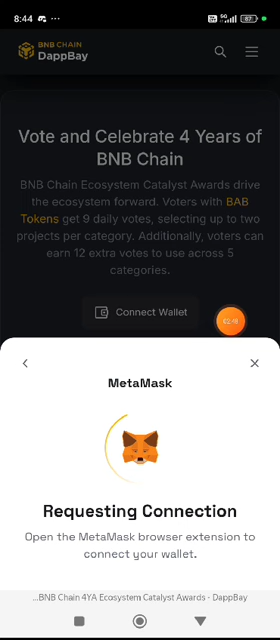 8:44
87
BNB CHAIN
DappBay
Vote and Celebrate 4 Years of
BNB Chain
BNB Chain Ecosystem Catalyst Awards drive
the ecosystem forward. Voters with BAB
Tokens get 9 daily votes, selecting up to two
projects per category. Additionally, voters can
earn 12 extra votes to use across 5
categories.
Connect Wallet
MetaMask
Requesting Connection
Open the MetaMask browser extension to
connect your wallet.
...BNB Chain 4YA Ecosystem Catalyst Awards - DappBay